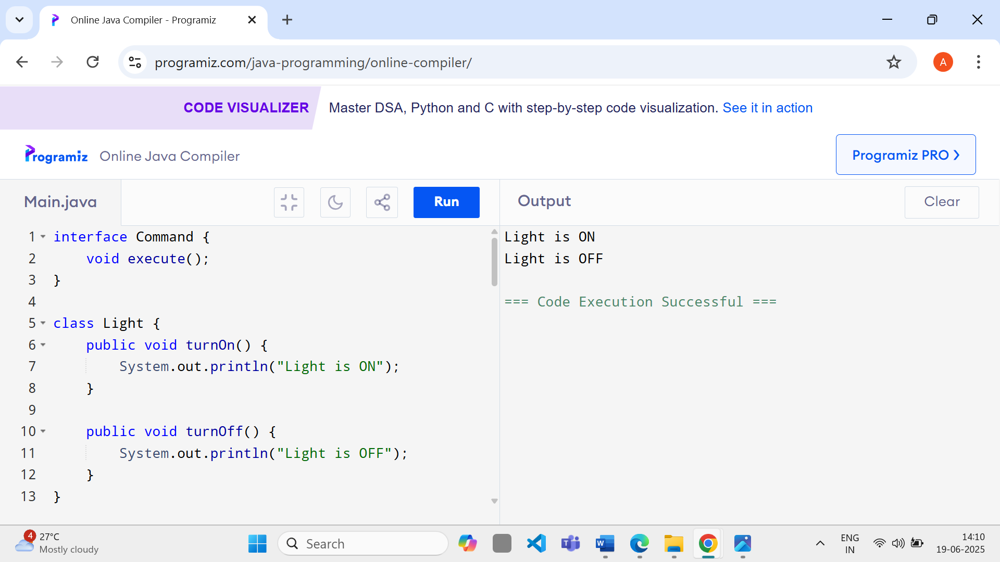 Online Java Compiler - Programiz
programiz.com/java-programming/online-compiler/
A
CODE VISUALIZER Master DSA, Python and C with step-by-step code visualization. See it in action
Programiz Online Java Compiler
Programiz PRO
Main.java
Run
Output
Clear
1 interface Command {
2     void execute();
3 }
4
5 class Light {
6     public void turnOn() {
7         System.out.println("Light is ON");
8     }
9
10     public void turnOff() {
11         System.out.println("Light is OFF");
12     }
13 }
Light is ON
Light is OFF
=== Code Execution Successful ===
4
27°C
Mostly cloudy
Search
T
W
ENG
IN
14:10
19-06-2025